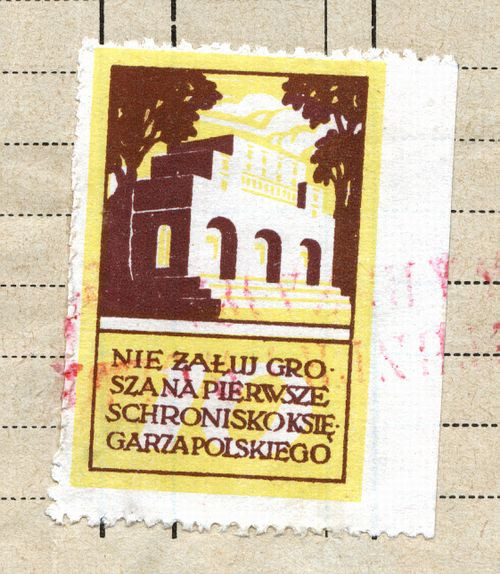 NIE ŻAŁUJ GRO-
SZA NA PIERWSZE
SCHRONISKO KSIĘ-
GARZA POLSKIEGO